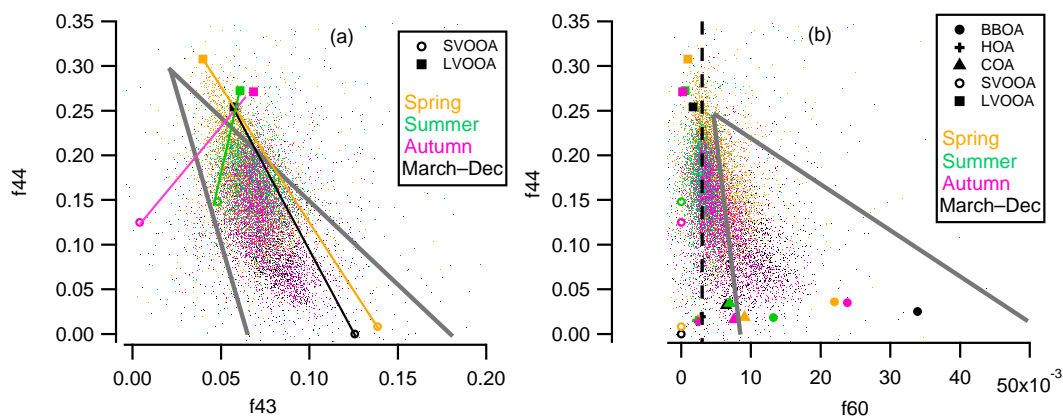 (a)
SVOOA
LVOOA
Spring
Summer
Autumn
March–Dec
f44
0.35
0.30
0.25
0.20
0.15
0.10
0.05
0.00
0.00
0.05
0.10
0.15
0.20
f43
(b)
BBOA
HOA
COA
SVOOA
LVOOA
Spring
Summer
Autumn
March–Dec
f44
0.35
0.30
0.25
0.20
0.15
0.10
0.05
0.00
0
10
20
30
40
50x10⁻³
f60